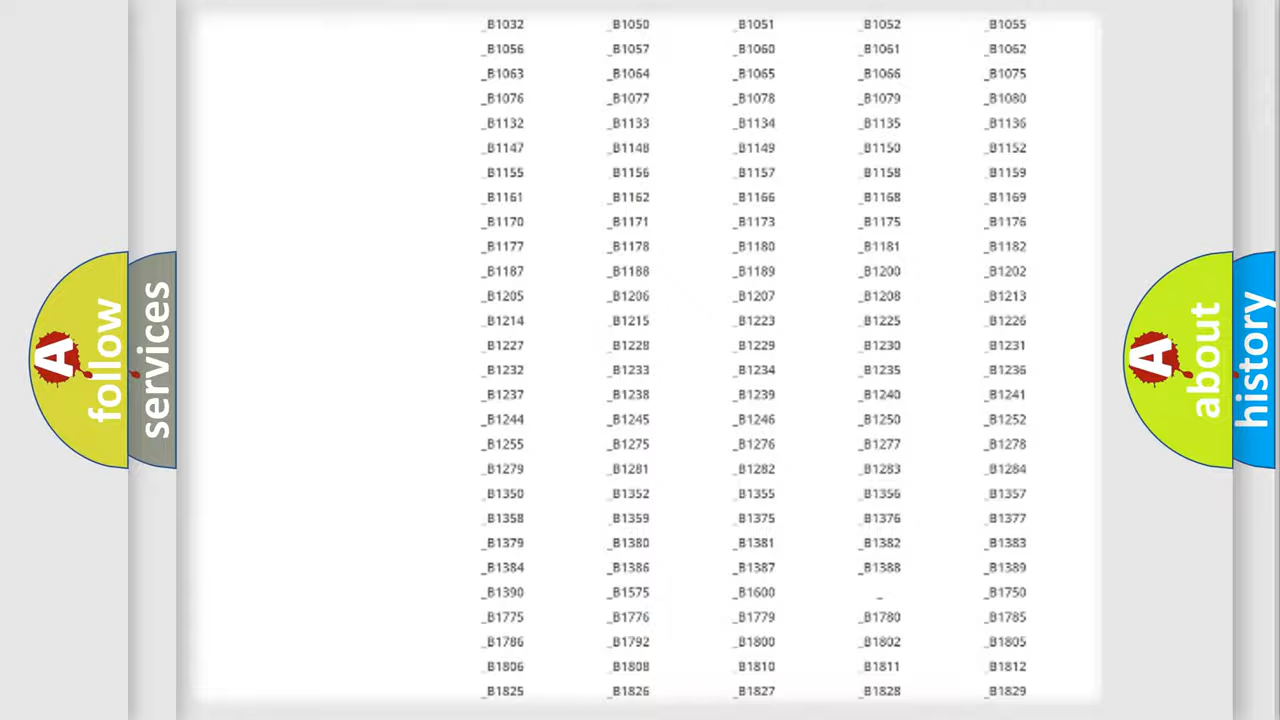 _B1032 _B1050 _B1051 _B1052 _B1055
_B1056 _B1057 _B1060 _B1061 _B1062
_B1063 _B1064 _B1065 _B1066 _B1075
_B1076 _B1077 _B1078 _B1079 _B1080
_B1132 _B1133 _B1134 _B1135 _B1136
_B1147 _B1148 _B1149 _B1150 _B1152
_B1155 _B1156 _B1157 _B1158 _B1159
_B1161 _B1162 _B1166 _B1168 _B1169
_B1170 _B1171 _B1173 _B1175 _B1176
_B1177 _B1178 _B1180 _B1181 _B1182
_B1187 _B1188 _B1189 _B1200 _B1202
_B1205 _B1206 _B1207 _B1208 _B1213
_B1214 _B1215 _B1223 _B1225 _B1226
_B1227 _B1228 _B1229 _B1230 _B1231
_B1232 _B1233 _B1234 _B1235 _B1236
_B1237 _B1238 _B1239 _B1240 _B1241
_B1244 _B1245 _B1246 _B1250 _B1252
_B1255 _B1275 _B1276 _B1277 _B1278
_B1279 _B1281 _B1282 _B1283 _B1284
_B1350 _B1352 _B1355 _B1356 _B1357
_B1358 _B1359 _B1375 _B1376 _B1377
_B1379 _B1380 _B1381 _B1382 _B1383
_B1384 _B1386 _B1387 _B1388 _B1389
_B1390 _B1575 _B1600 _ _B1750
_B1775 _B1776 _B1779 _B1780 _B1785
_B1786 _B1792 _B1800 _B1802 _B1805
_B1806 _B1808 _B1810 _B1811 _B1812
_B1825 _B1826 _B1827 _B1828 _B1829
A follow
services
A about
history